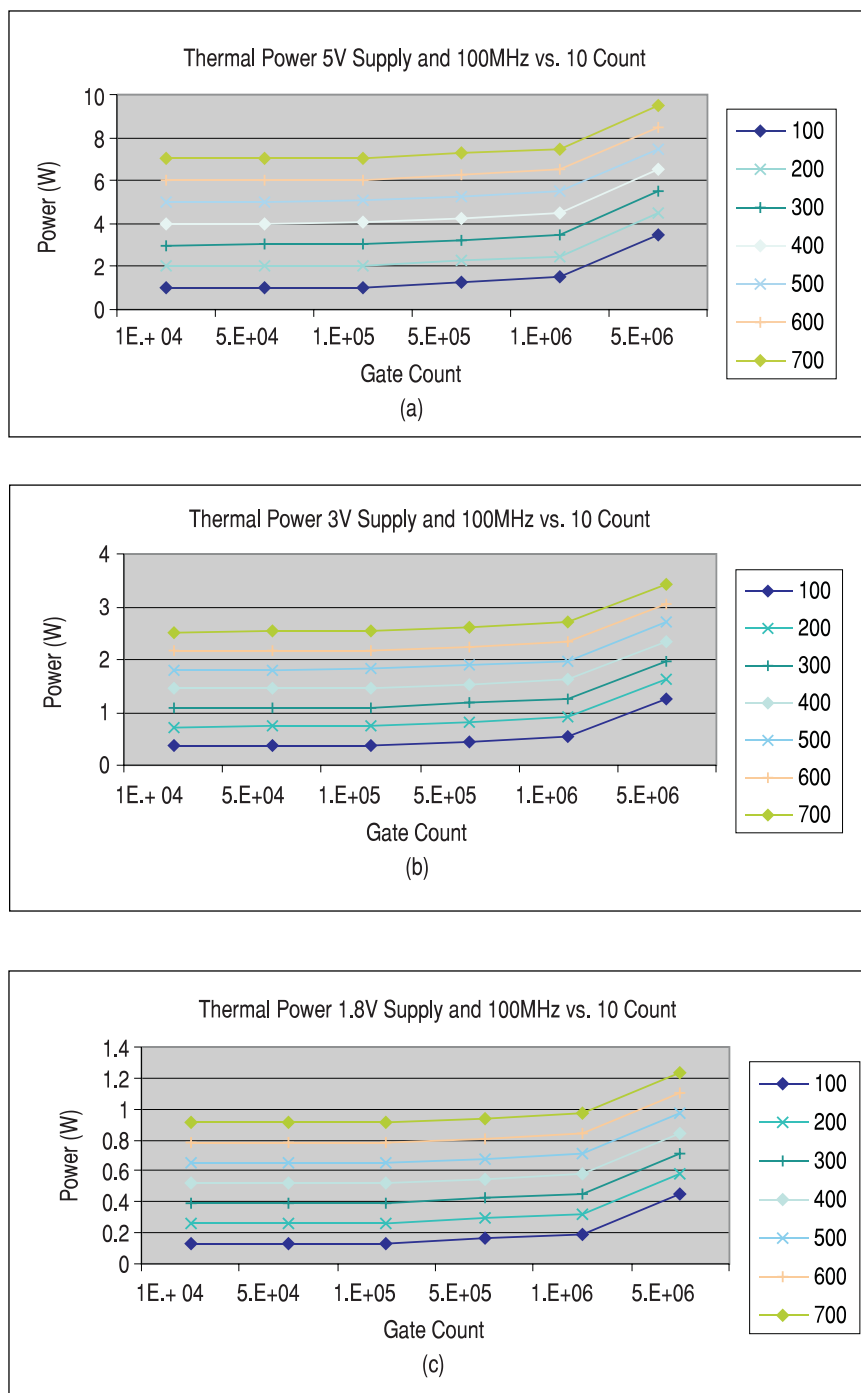 Thermal Power 5V Supply and 100MHz vs. 10 Count
10
8
6
4
2
0
Power (W)
1E.+ 04 5.E+04 1.E+05 5.E+05 1.E+06 5.E+06
Gate Count
(a)
100
200
300
400
500
600
700
Thermal Power 3V Supply and 100MHz vs. 10 Count
4
3
2
1
0
Power (W)
1E.+ 04 5.E+04 1.E+05 5.E+05 1.E+06 5.E+06
Gate Count
(b)
100
200
300
400
500
600
700
Thermal Power 1.8V Supply and 100MHz vs. 10 Count
1.4
1.2
1
0.8
0.6
0.4
0.2
0
Power (W)
1E.+ 04 5.E+04 1.E+05 5.E+05 1.E+06 5.E+06
Gate Count
(c)
100
200
300
400
500
600
700